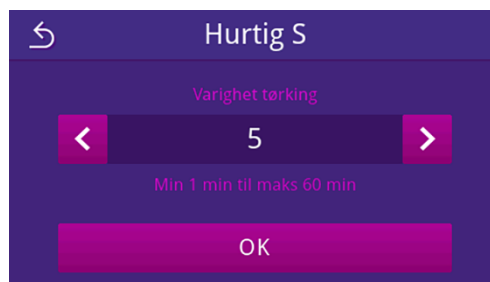 Hurtig S
Varighet tørking
5
Min 1 min til maks 60 min
OK